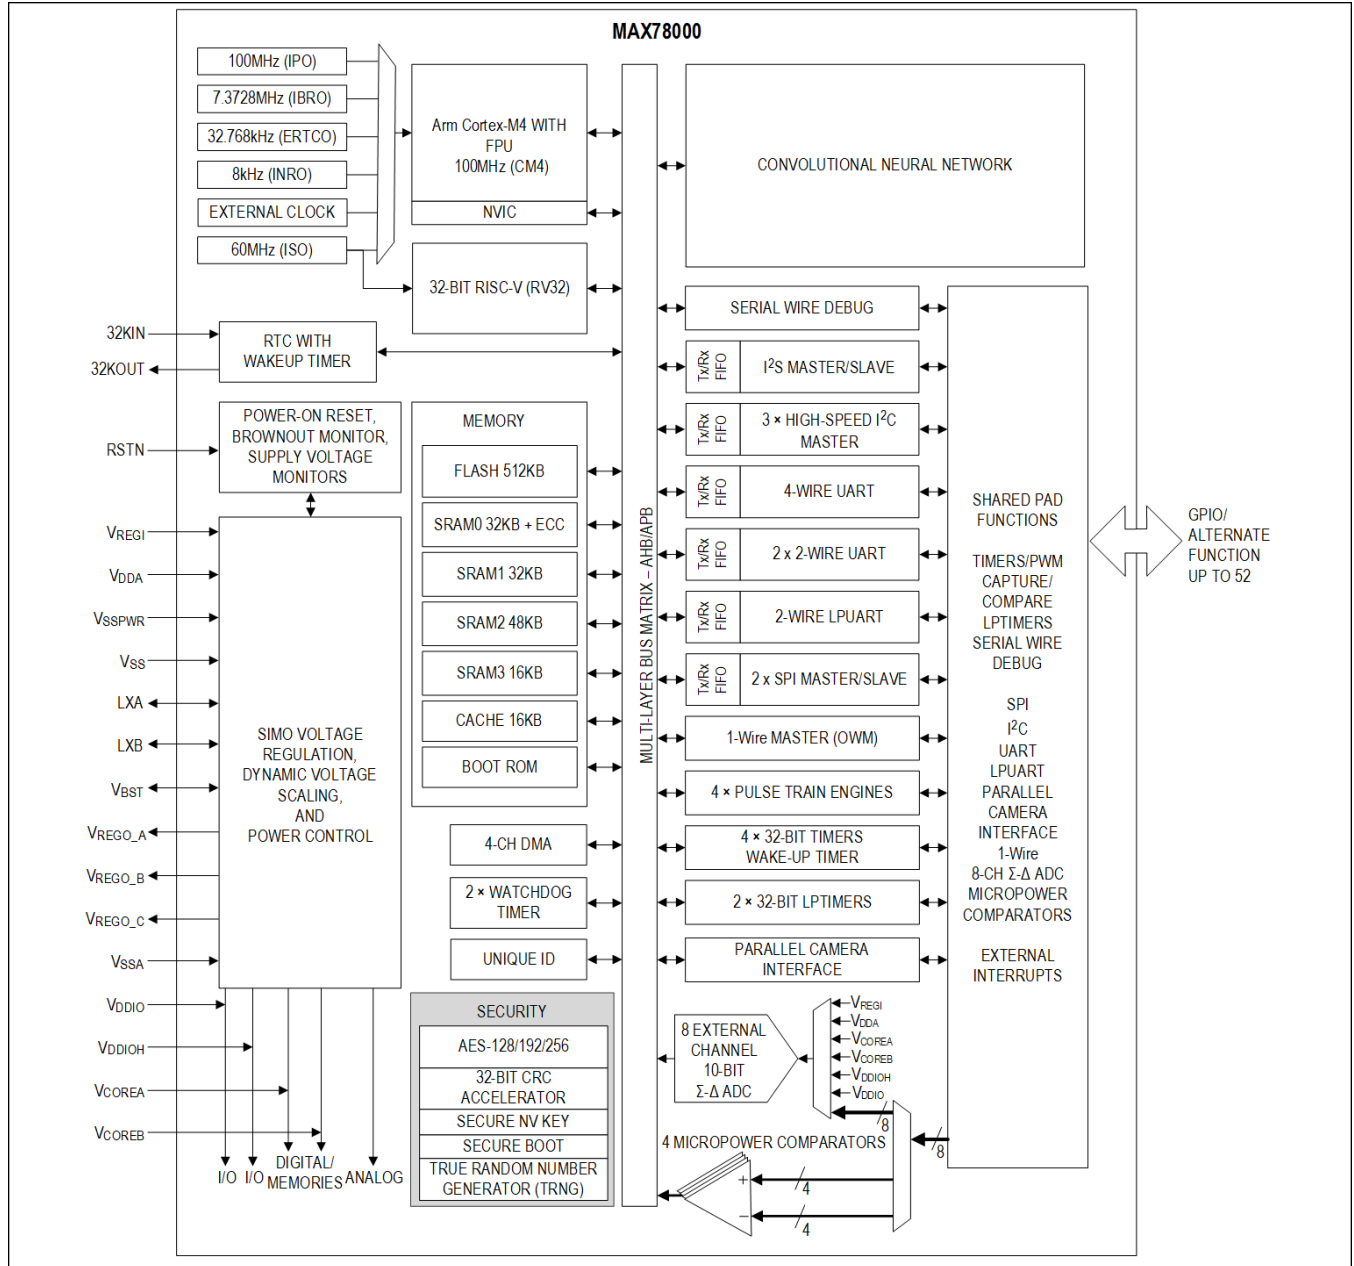 MAX78000
100MHz (IPO)
7.3728MHz (IBRO)
32.768kHz (ERTCO)
8kHz (INRO)
EXTERNAL CLOCK
60MHz (ISO)
Arm Cortex-M4 WITH
FPU
100MHz (CM4)
NVIC
32-BIT RISC-V (RV32)
CONVOLUTIONAL NEURAL NETWORK
32KIN
32KOUT
RTC WITH
WAKEUP TIMER
RSTN
POWER-ON RESET,
BROWNOUT MONITOR,
SUPPLY VOLTAGE
MONITORS
VREGI
VDDA
VSSPWR
VSS
LXA
LXB
VBST
VREGO_A
VREGO_B
VREGO_C
VSSA
VDDIO
VDDIOH
VCOREA
VCOREB
SIMO VOLTAGE
REGULATION,
DYNAMIC VOLTAGE
SCALING,
AND
POWER CONTROL
I/O
I/O
DIGITAL/
MEMORIES
ANALOG
MEMORY
FLASH 512KB
SRAM0 32KB + ECC
SRAM1 32KB
SRAM2 48KB
SRAM3 16KB
CACHE 16KB
BOOT ROM
4-CH DMA
2 × WATCHDOG
TIMER
UNIQUE ID
SECURITY
AES-128/192/256
32-BIT CRC
ACCELERATOR
SECURE NV KEY
SECURE BOOT
TRUE RANDOM NUMBER
GENERATOR (TRNG)
MULTI-LAYER BUS MATRIX – AHB/APB
SERIAL WIRE DEBUG
Tx/Rx
FIFO
I²S MASTER/SLAVE
Tx/Rx
FIFO
3 × HIGH-SPEED I²C
MASTER
Tx/Rx
FIFO
4-WIRE UART
Tx/Rx
FIFO
2 x 2-WIRE UART
Tx/Rx
FIFO
2-WIRE LPUART
Tx/Rx
FIFO
2 x SPI MASTER/SLAVE
1-Wire MASTER (OWM)
4 × PULSE TRAIN ENGINES
4 × 32-BIT TIMERS
WAKE-UP TIMER
2 × 32-BIT LPTIMERS
PARALLEL CAMERA
INTERFACE
8 EXTERNAL
CHANNEL
10-BIT
Σ-Δ ADC
VREGI
VDDA
VCOREA
VCOREB
VDDIOH
VDDIO
8
8
4 MICROPOWER COMPARATORS
+
4
−
4
SHARED PAD
FUNCTIONS
TIMERS/PWM
CAPTURE/
COMPARE
LPTIMERS
SERIAL WIRE
DEBUG
SPI
I²C
UART
LPUART
PARALLEL
CAMERA
INTERFACE
1-Wire
8-CH Σ-Δ ADC
MICROPOWER
COMPARATORS
EXTERNAL
INTERRUPTS
GPIO/
ALTERNATE
FUNCTION
UP TO 52